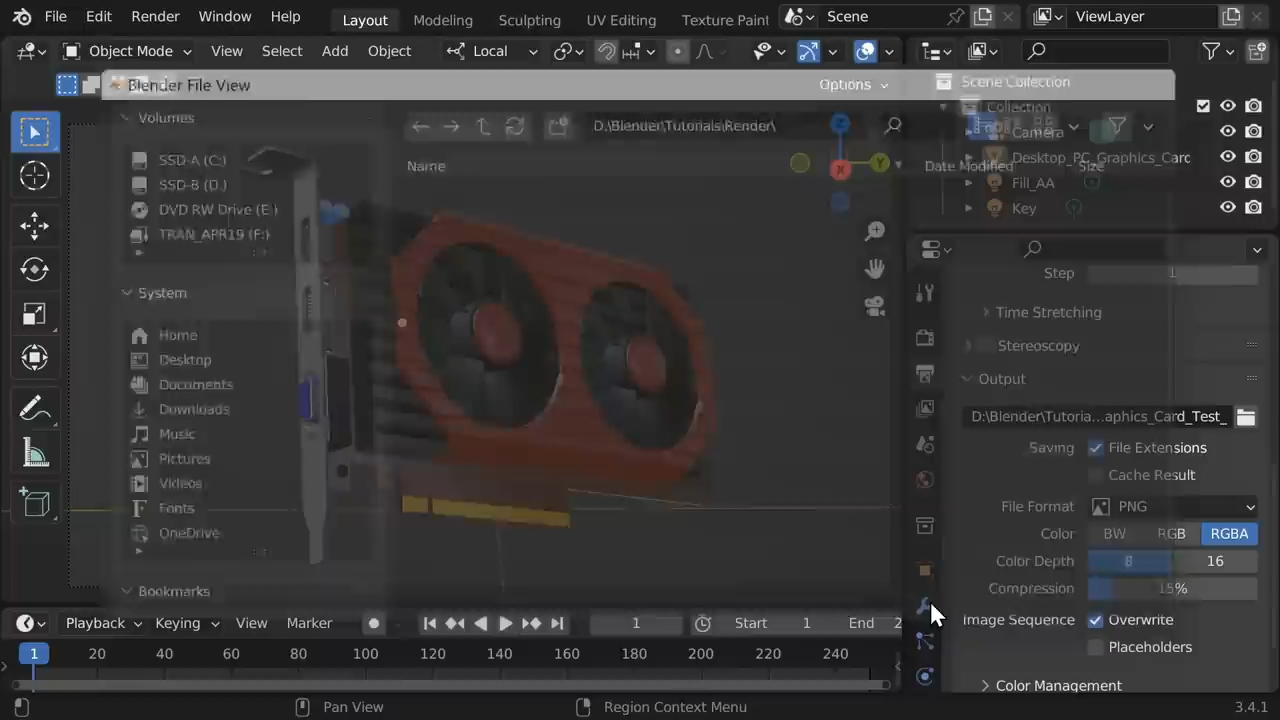 File Edit Render Window Help Layout Modeling Sculpting UV Editing Texture Paint Scene ViewLayer
Object Mode View Select Add Object Local
Blender File View Options
Scene Collection
Collection
Camera
Desktop_PC_Graphics_Card
Fill_AA
Key
Volumes
SSD-A (C:)
SSD-B (D:)
DVD RW Drive (E:)
TRAN_APR19 (F:)
System
Home
Desktop
Documents
Downloads
Music
Pictures
Videos
Fonts
OneDrive
Bookmarks
D:\Blender\Tutorials\Render\
Name Date Modified Size
Z
Y
X
Step 1
Time Stretching
Stereoscopy
Output
D:\Blender\Tutoria...aphics_Card_Test_
Saving File Extensions
Cache Result
File Format PNG
Color BW RGB RGBA
Color Depth 8 16
Compression 15%
Image Sequence Overwrite
Placeholders
Color Management
Playback Keying View Marker 1 Start 1 End 2
1 20 40 60 80 100 120 140 160 180 200 220 240
Pan View Region Context Menu 3.4.1